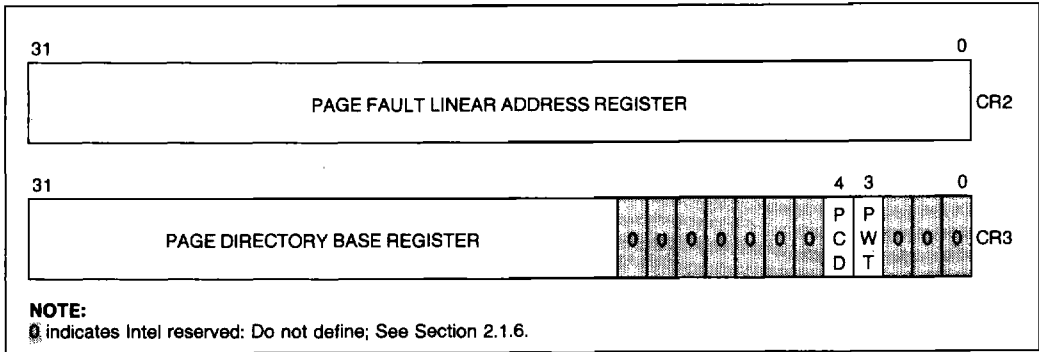 31 0
PAGE FAULT LINEAR ADDRESS REGISTER CR2
31 4 3 0
PAGE DIRECTORY BASE REGISTER 0 0 0 0 0 0 0 PCD PWT 0 0 0 CR3
NOTE:
0 indicates Intel reserved: Do not define; See Section 2.1.6.